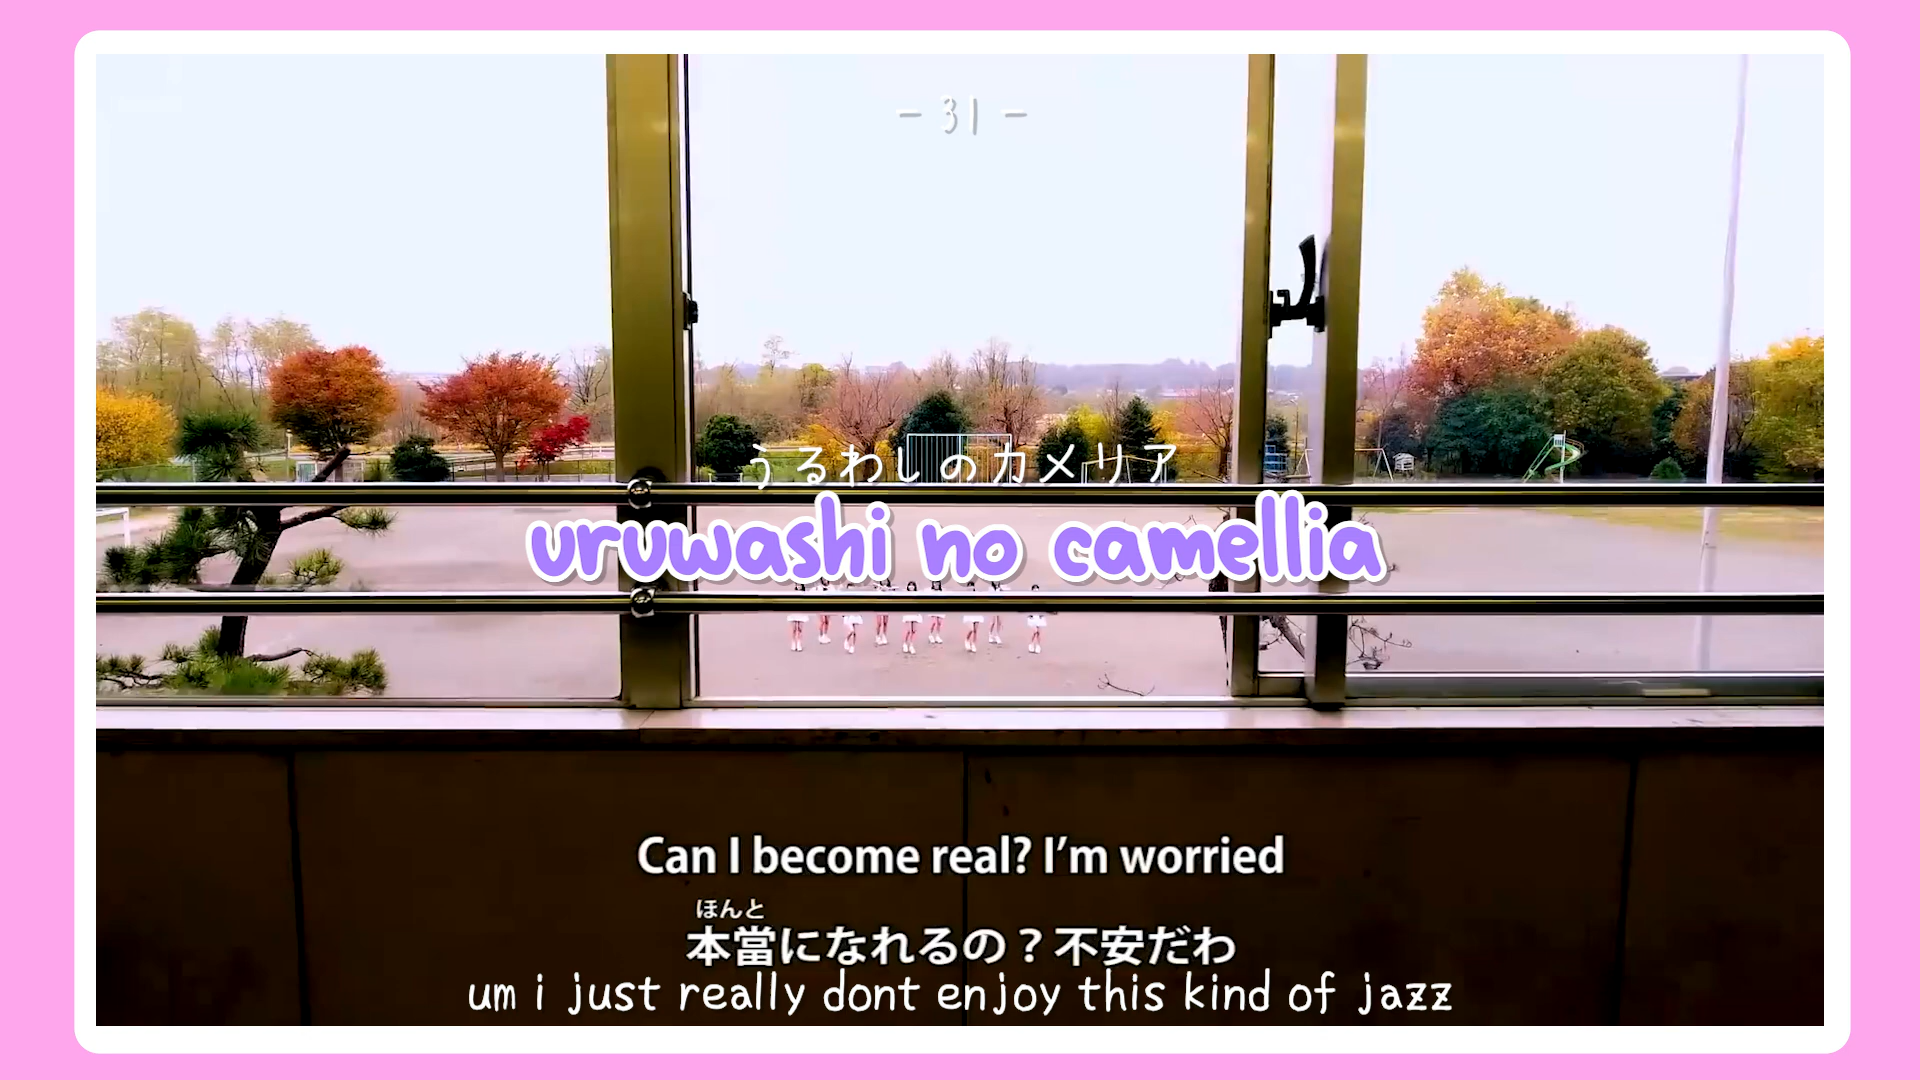 - 31 -
うるわしのカメリア
uruwashi no camellia
Can I become real? I'm worried
ほんと
本當になれるの？不安だわ
um i just really dont enjoy this kind of jazz